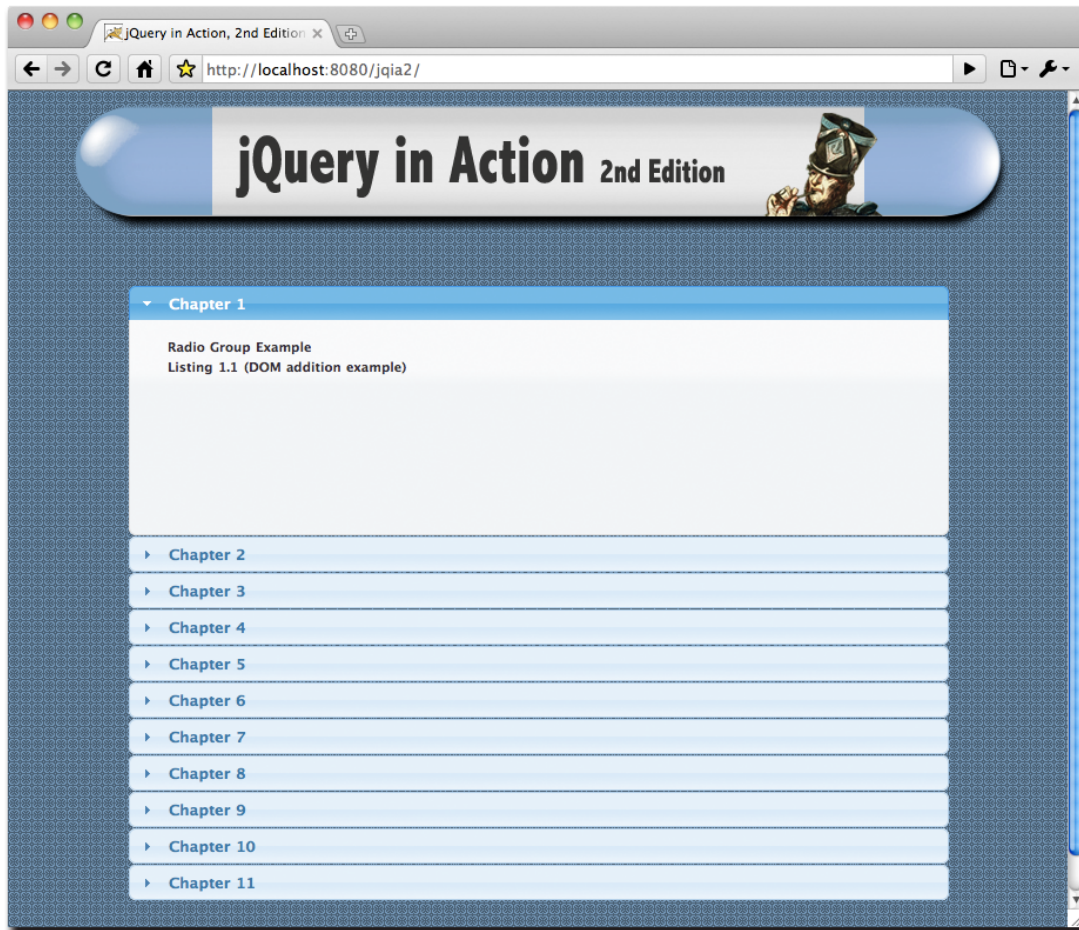 jQuery in Action, 2nd Edition
http://localhost:8080/jqia2/
jQuery in Action 2nd Edition
Chapter 1
Radio Group Example
Listing 1.1 (DOM addition example)
Chapter 2
Chapter 3
Chapter 4
Chapter 5
Chapter 6
Chapter 7
Chapter 8
Chapter 9
Chapter 10
Chapter 11